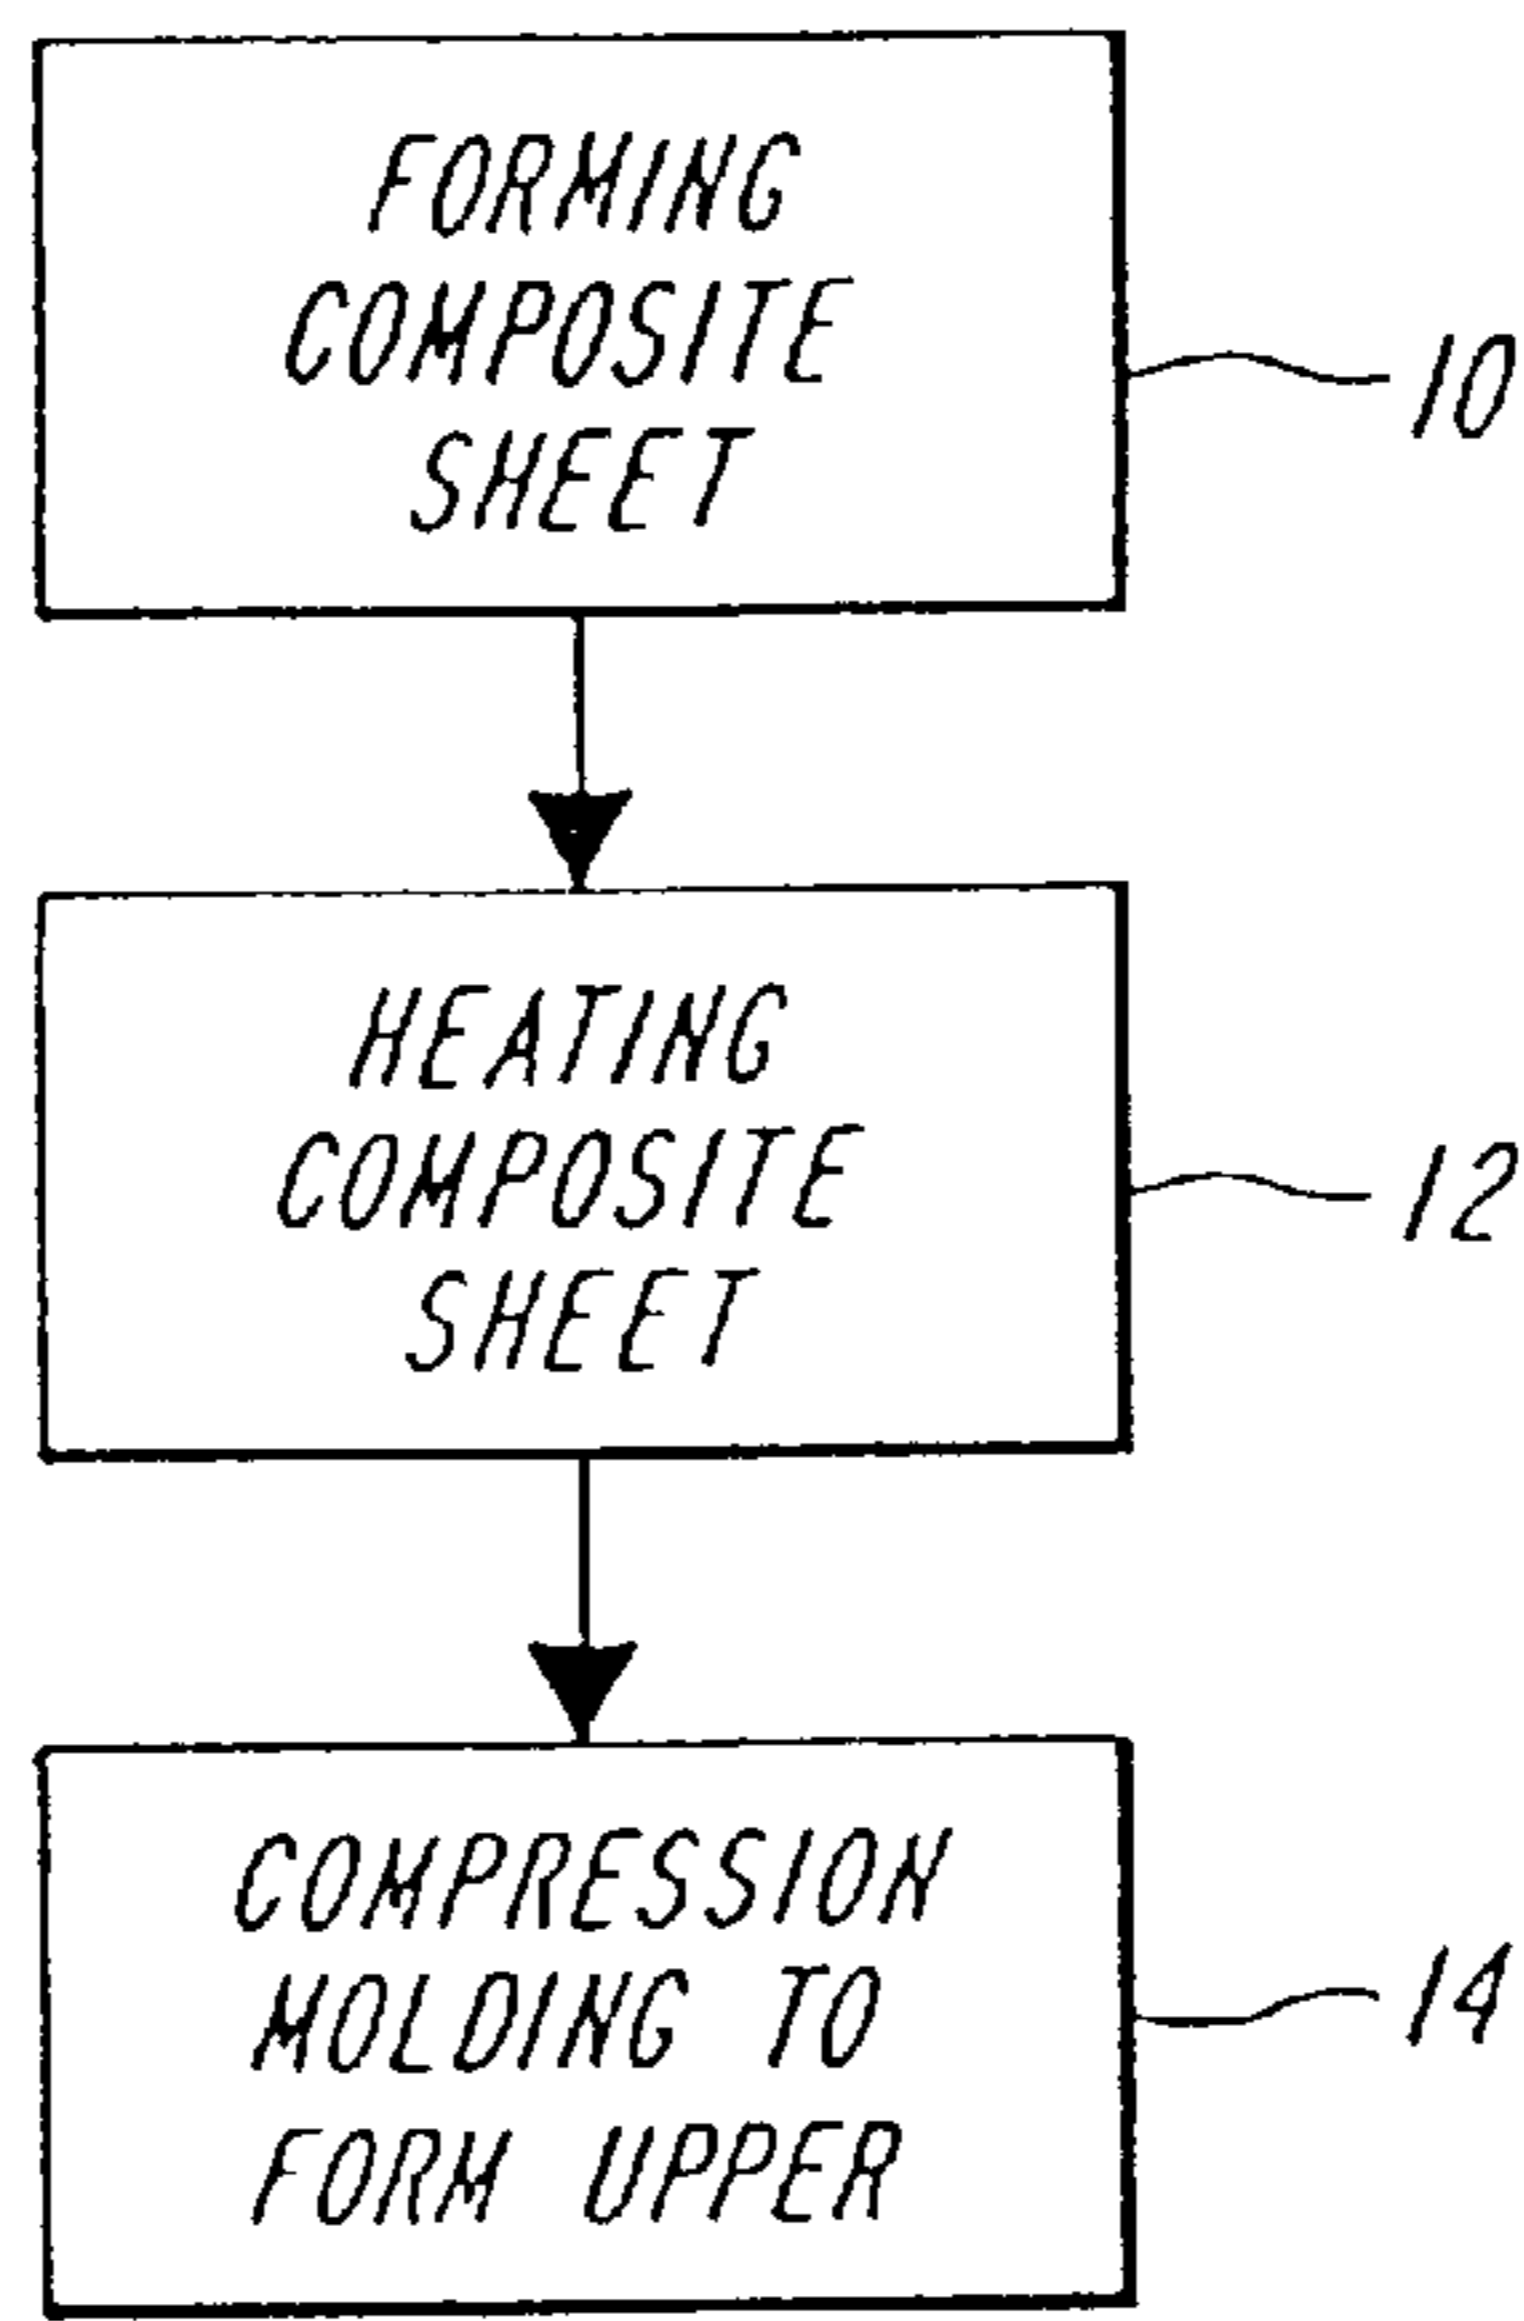 FORMING
COMPOSITE
SHEET
10
HEATING
COMPOSITE
SHEET
12
COMPRESSION
MOLDING TO
FORM UPPER
14